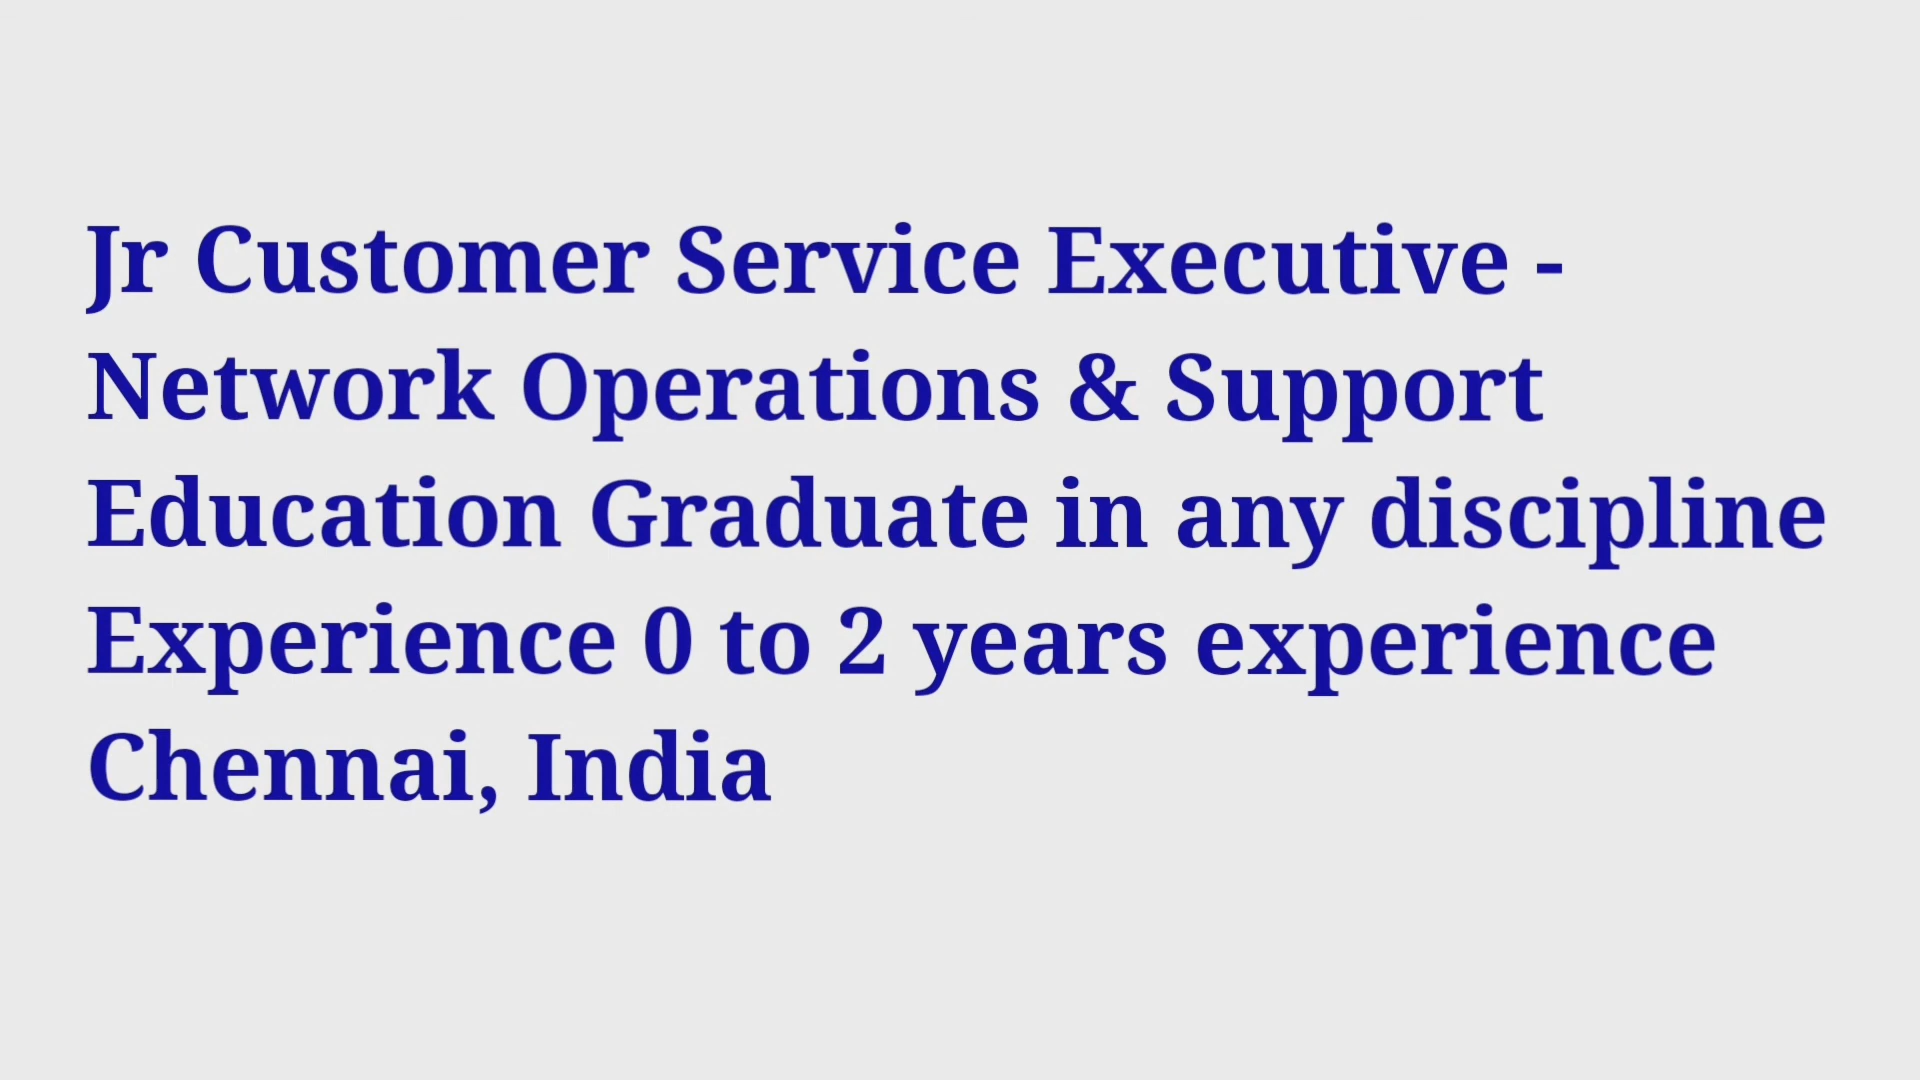 Jr Customer Service Executive -
Network Operations & Support
Education Graduate in any discipline
Experience 0 to 2 years experience
Chennai, India